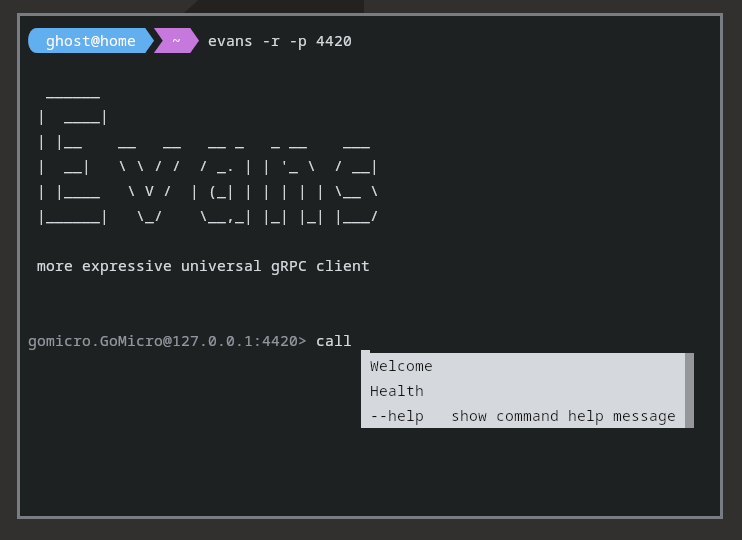 ghost@home ~ evans -r -p 4420
  ______
 |  ____|
 | |__    __   __   __ _   _ __    ___
 |  __|   \ \ / /  / _. | | '_ \  / __|
 | |____   \ V /  | (_| | | | | | \__ \
 |______|   \_/    \__,_| |_| |_| |___/
more expressive universal gRPC client
gomicro.GoMicro@127.0.0.1:4420> call
Welcome
Health
--help   show command help message